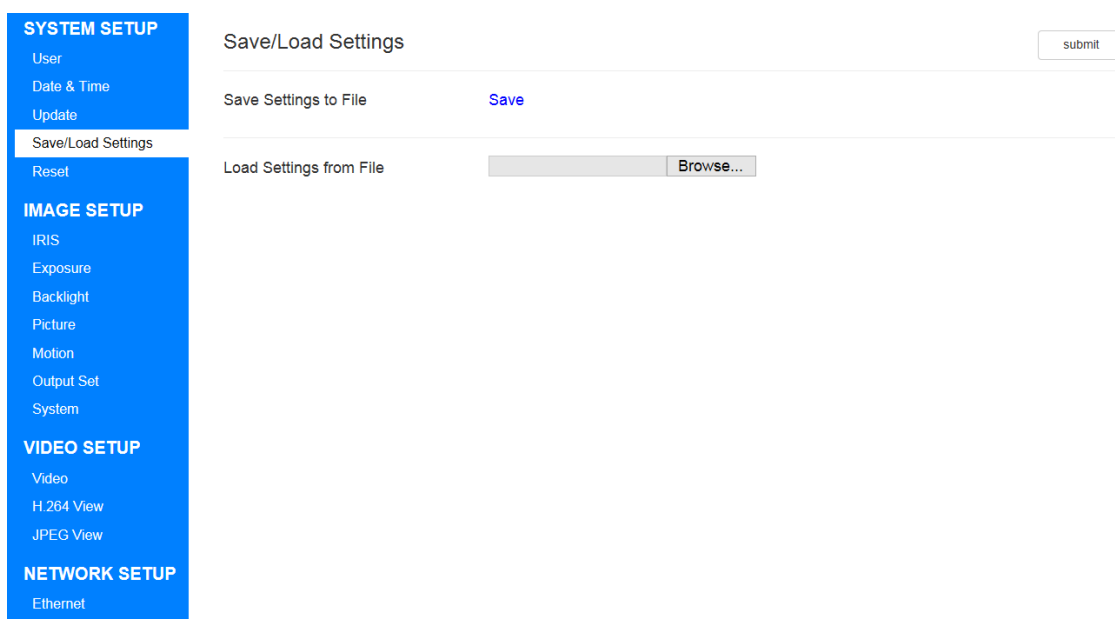 SYSTEM SETUP
User
Date & Time
Update
Save/Load Settings
Reset
IMAGE SETUP
IRIS
Exposure
Backlight
Picture
Motion
Output Set
System
VIDEO SETUP
Video
H.264 View
JPEG View
NETWORK SETUP
Ethernet
Save/Load Settings
submit
Save Settings to File
Save
Load Settings from File
Browse...